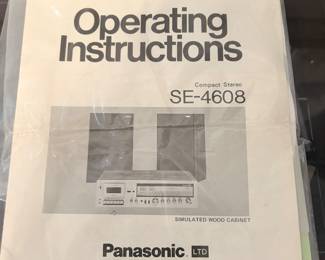 Operating
Instructions
Compact Stereo
SE-4608
SIMULATED WOOD CABINET
Panasonic LTD